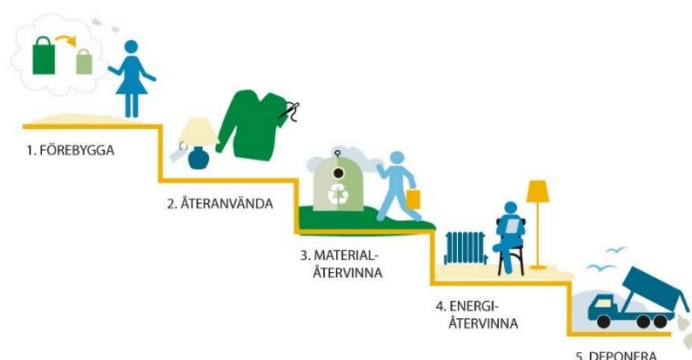 1. FÖREBYGGA
2. ÅTERANVÄNDA
3. MATERIAL-
ÅTERVINNA
4. ENERGI-
ÅTERVINNA
5. DEPONERA